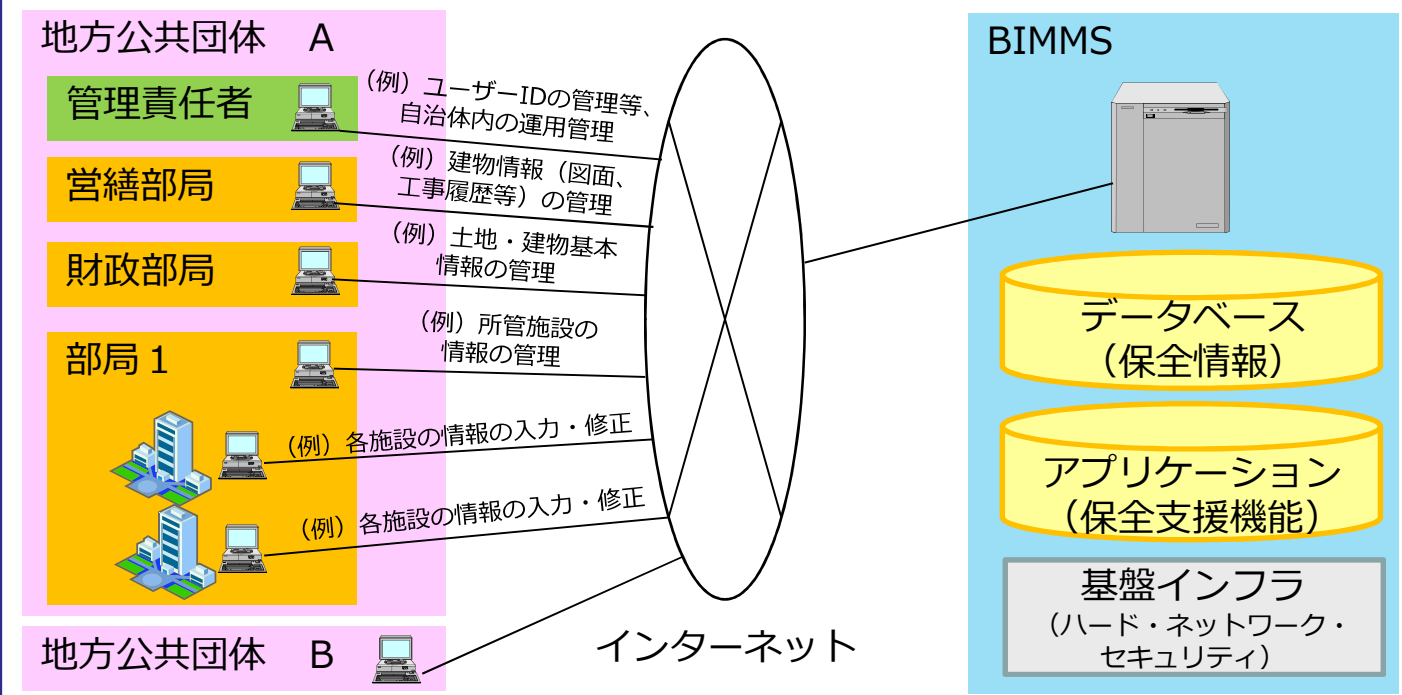 地方公共団体　A
管理責任者
（例）ユーザーIDの管理等、
自治体内の運用管理
営繕部局
（例）建物情報（図面、
工事履歴等）の管理
財政部局
（例）土地・建物基本
情報の管理
部局１
（例）所管施設の
情報の管理
（例）各施設の情報の入力・修正
（例）各施設の情報の入力・修正
地方公共団体　B
インターネット
BIMMS
データベース
（保全情報）
アプリケーション
（保全支援機能）
基盤インフラ
（ハード・ネットワーク・
セキュリティ）